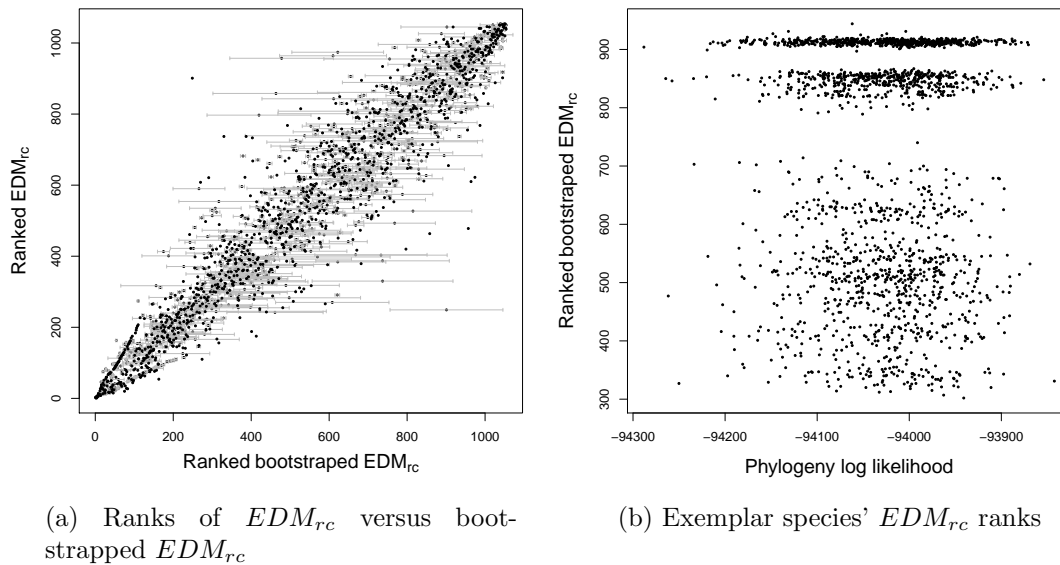 1000
800
600
400
200
0
Ranked EDMrc
0 200 400 600 800 1000
Ranked bootstraped EDMrc
900
800
700
600
500
400
300
Ranked bootstraped EDMrc
−94300 −94200 −94100 −94000 −93900
Phylogeny log likelihood
(a) Ranks of EDMrc versus boot-
strapped EDMrc
(b) Exemplar species' EDMrc ranks